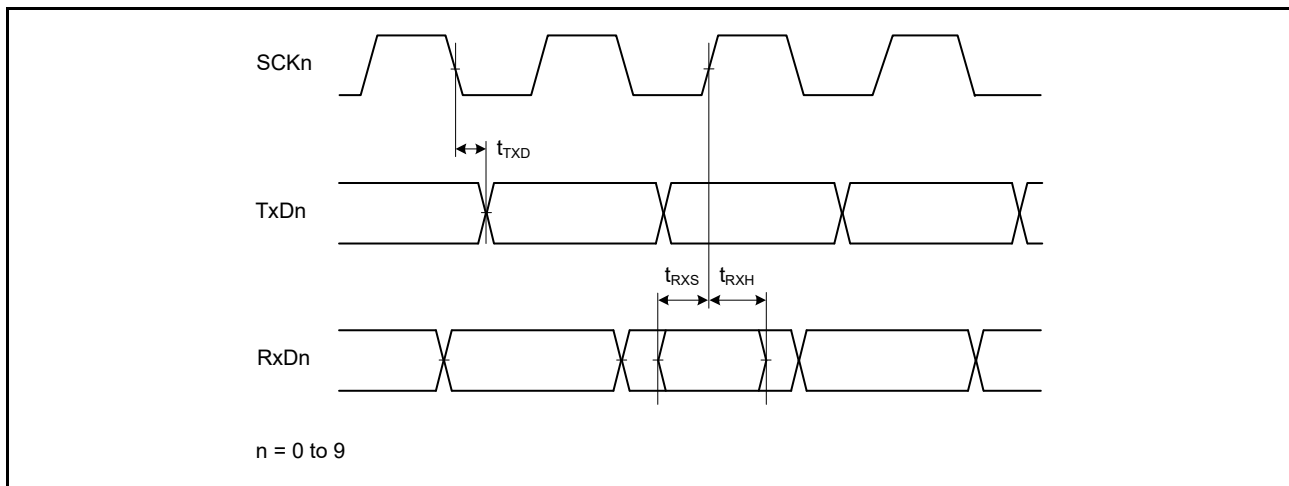 SCKn
tTXD
TxDn
tRXS tRXH
RxDn
n = 0 to 9